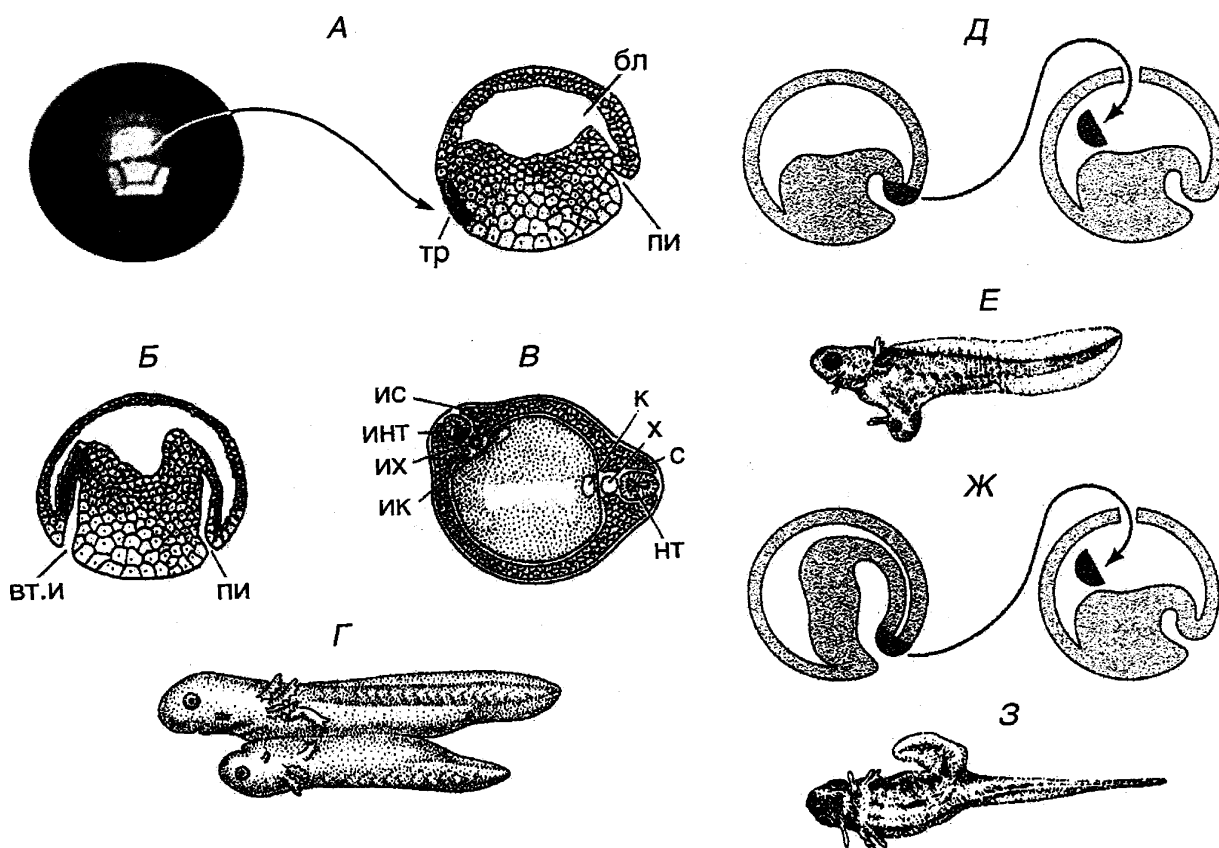 А
бл
тр
пи
Б
вт.и
пи
В
ис
инт
их
ик
к
х
с
нт
Г
Д
Е
Ж
З